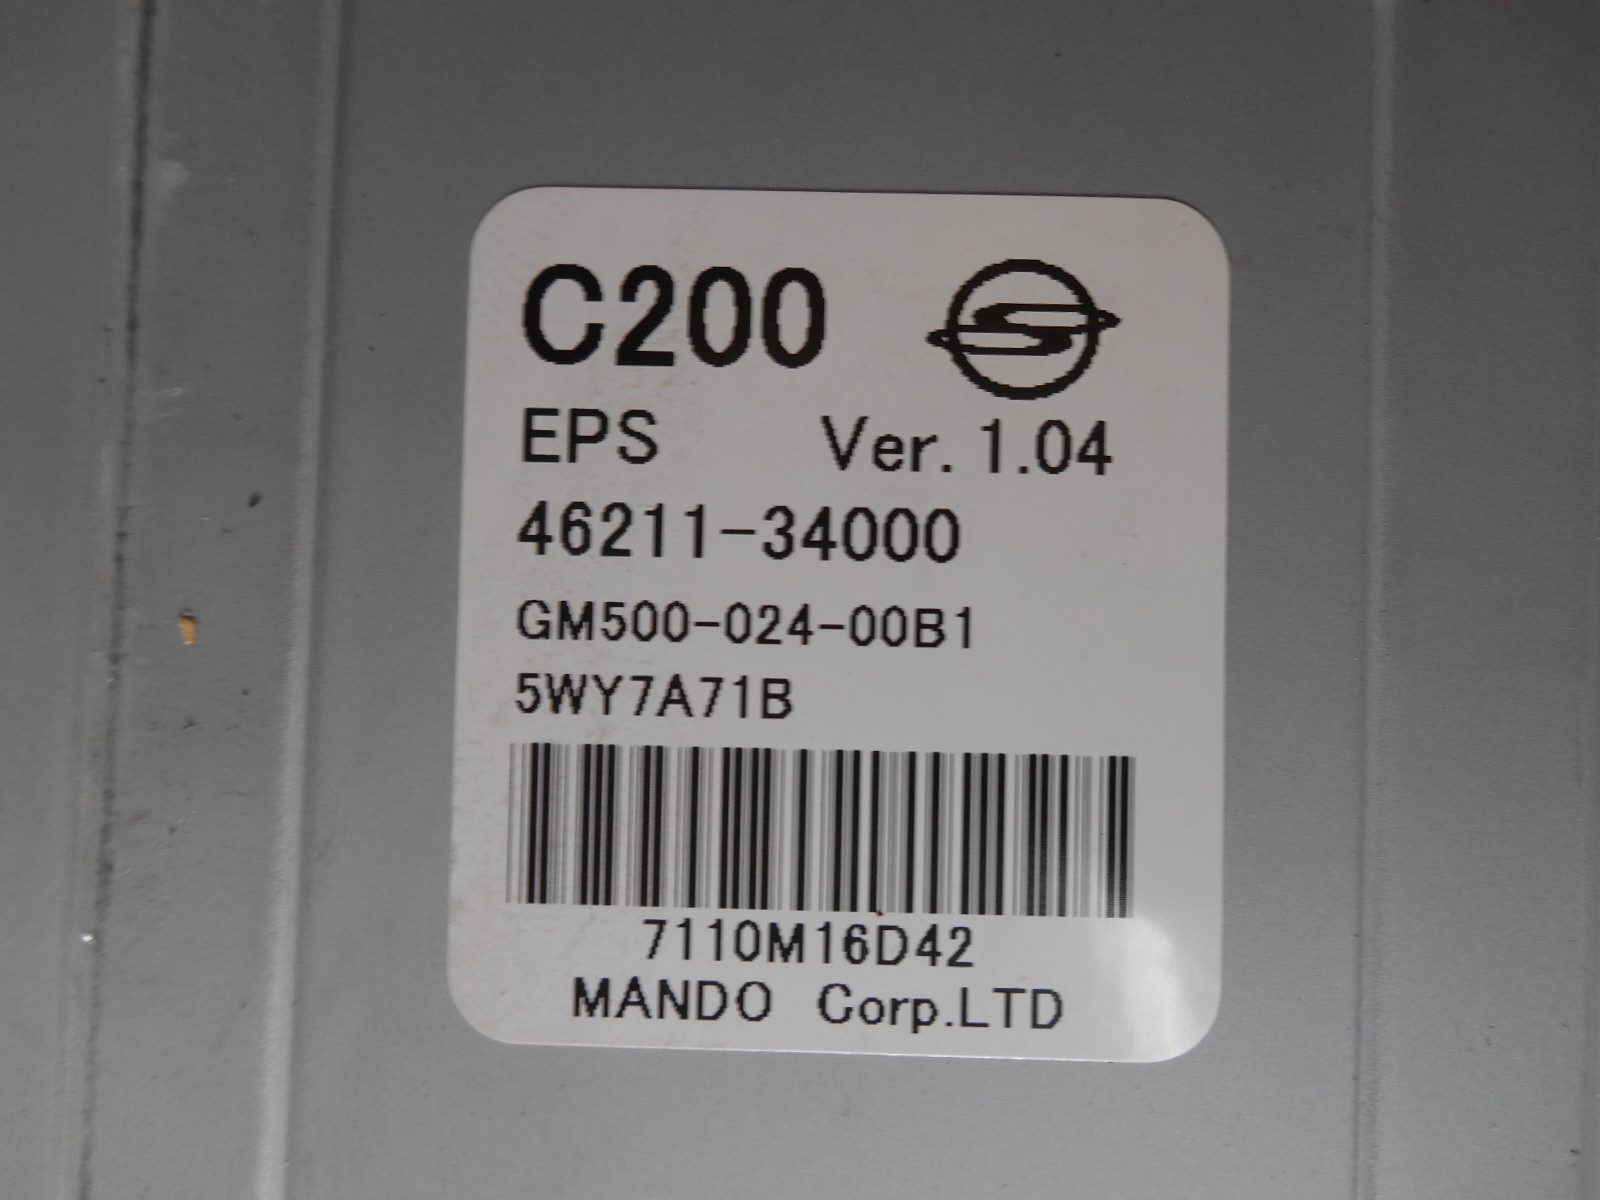 C200
EPS Ver. 1.04
46211-34000
GM500-024-00B1
5WY7A71B
7110M16D42
MANDO Corp.LTD